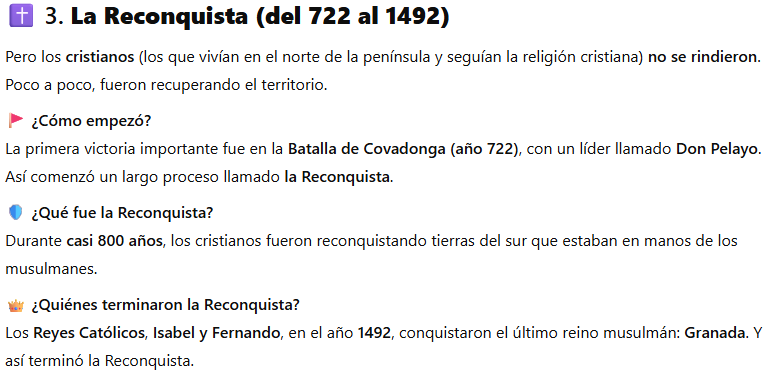 ✝️ 3. La Reconquista (del 722 al 1492)
Pero los cristianos (los que vivían en el norte de la península y seguían la religión cristiana) no se rindieron.
Poco a poco, fueron recuperando el territorio.
🚩 ¿Cómo empezó?
La primera victoria importante fue en la Batalla de Covadonga (año 722), con un líder llamado Don Pelayo.
Así comenzó un largo proceso llamado la Reconquista.
🛡️ ¿Qué fue la Reconquista?
Durante casi 800 años, los cristianos fueron reconquistando tierras del sur que estaban en manos de los
musulmanes.
👑 ¿Quiénes terminaron la Reconquista?
Los Reyes Católicos, Isabel y Fernando, en el año 1492, conquistaron el último reino musulmán: Granada. Y
así terminó la Reconquista.